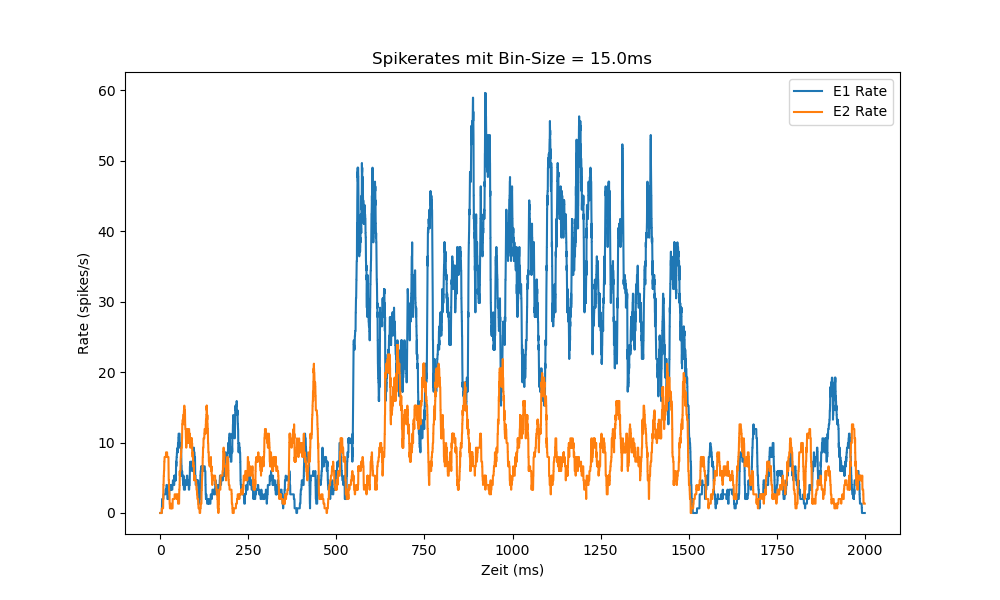 Spikerates mit Bin-Size = 15.0ms
E1 Rate
E2 Rate
60
50
40
30
20
10
0
Rate (spikes/s)
0 250 500 750 1000 1250 1500 1750 2000
Zeit (ms)